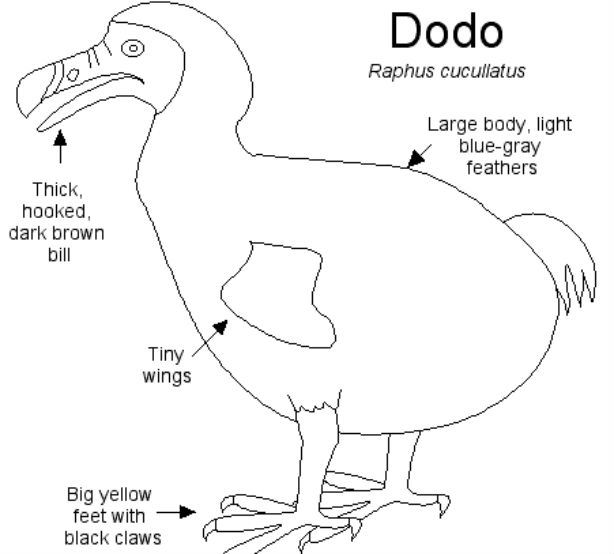 Dodo
Raphus cucullatus
Large body, light
blue-gray
feathers
Thick,
hooked,
dark brown
bill
Tiny
wings
Big yellow
feet with
black claws